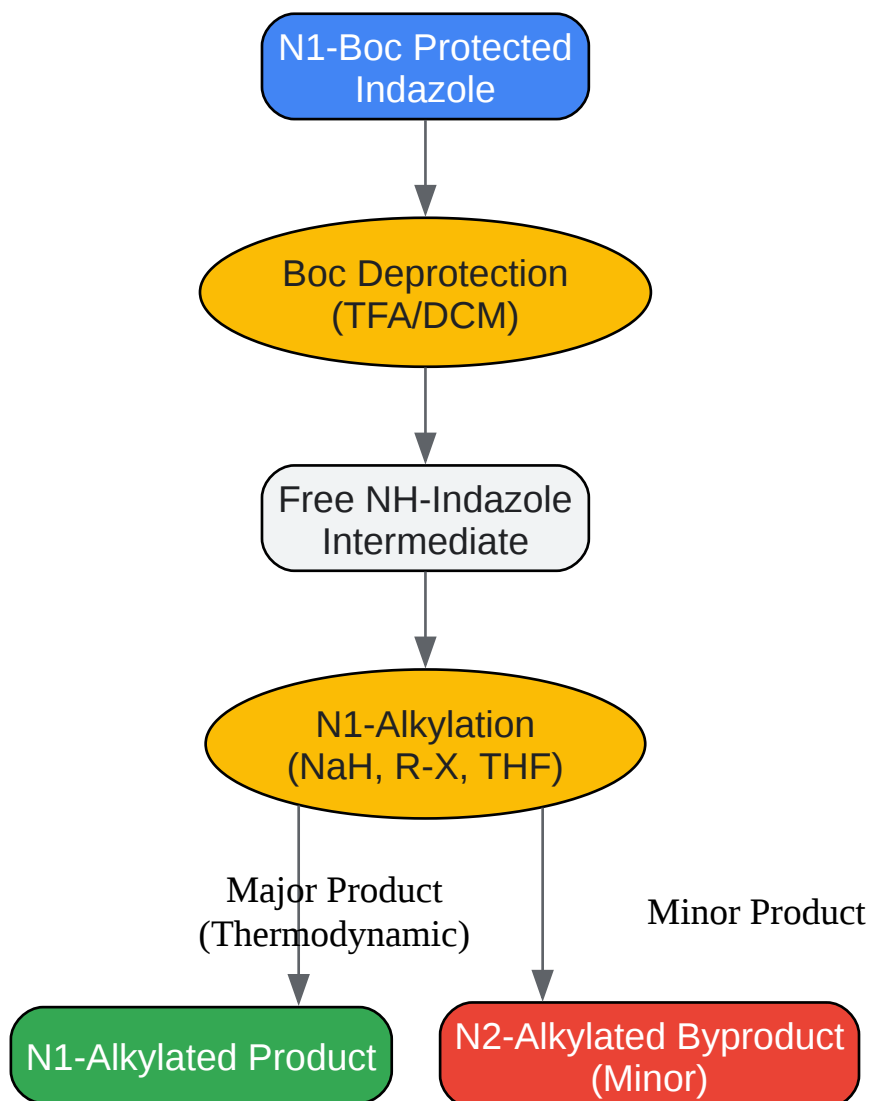 N1-Boc Protected
Indazole
Boc Deprotection
(TFA/DCM)
Free NH-Indazole
Intermediate
N1-Alkylation
(NaH, R-X, THF)
Major Product
(Thermodynamic)
Minor Product
N1-Alkylated Product
N2-Alkylated Byproduct
(Minor)